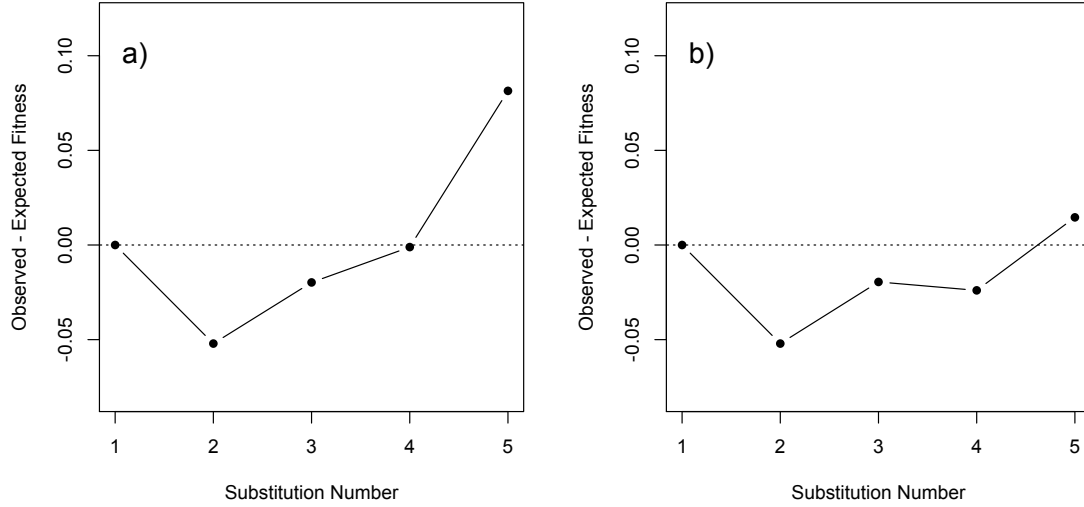 a)
Observed - Expected Fitness
0.10
0.05
0.00
-0.05
1 2 3 4 5
Substitution Number
b)
Observed - Expected Fitness
0.10
0.05
0.00
-0.05
1 2 3 4 5
Substitution Number